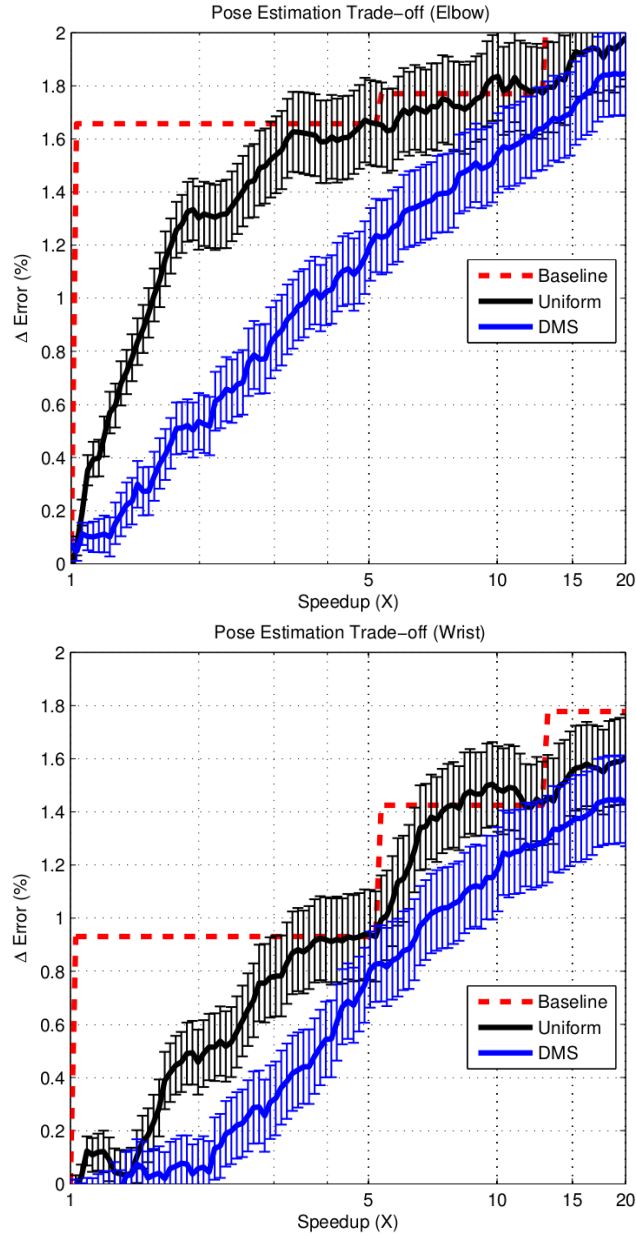 Pose Estimation Trade-off (Elbow)
2
1.8
1.6
1.4
1.2
1
0.8
0.6
0.4
0.2
0
Δ Error (%)
Baseline
Uniform
DMS
1 5 10 15 20
Speedup (X)
Pose Estimation Trade-off (Wrist)
2
1.8
1.6
1.4
1.2
1
0.8
0.6
0.4
0.2
0
Δ Error (%)
Baseline
Uniform
DMS
1 5 10 15 20
Speedup (X)